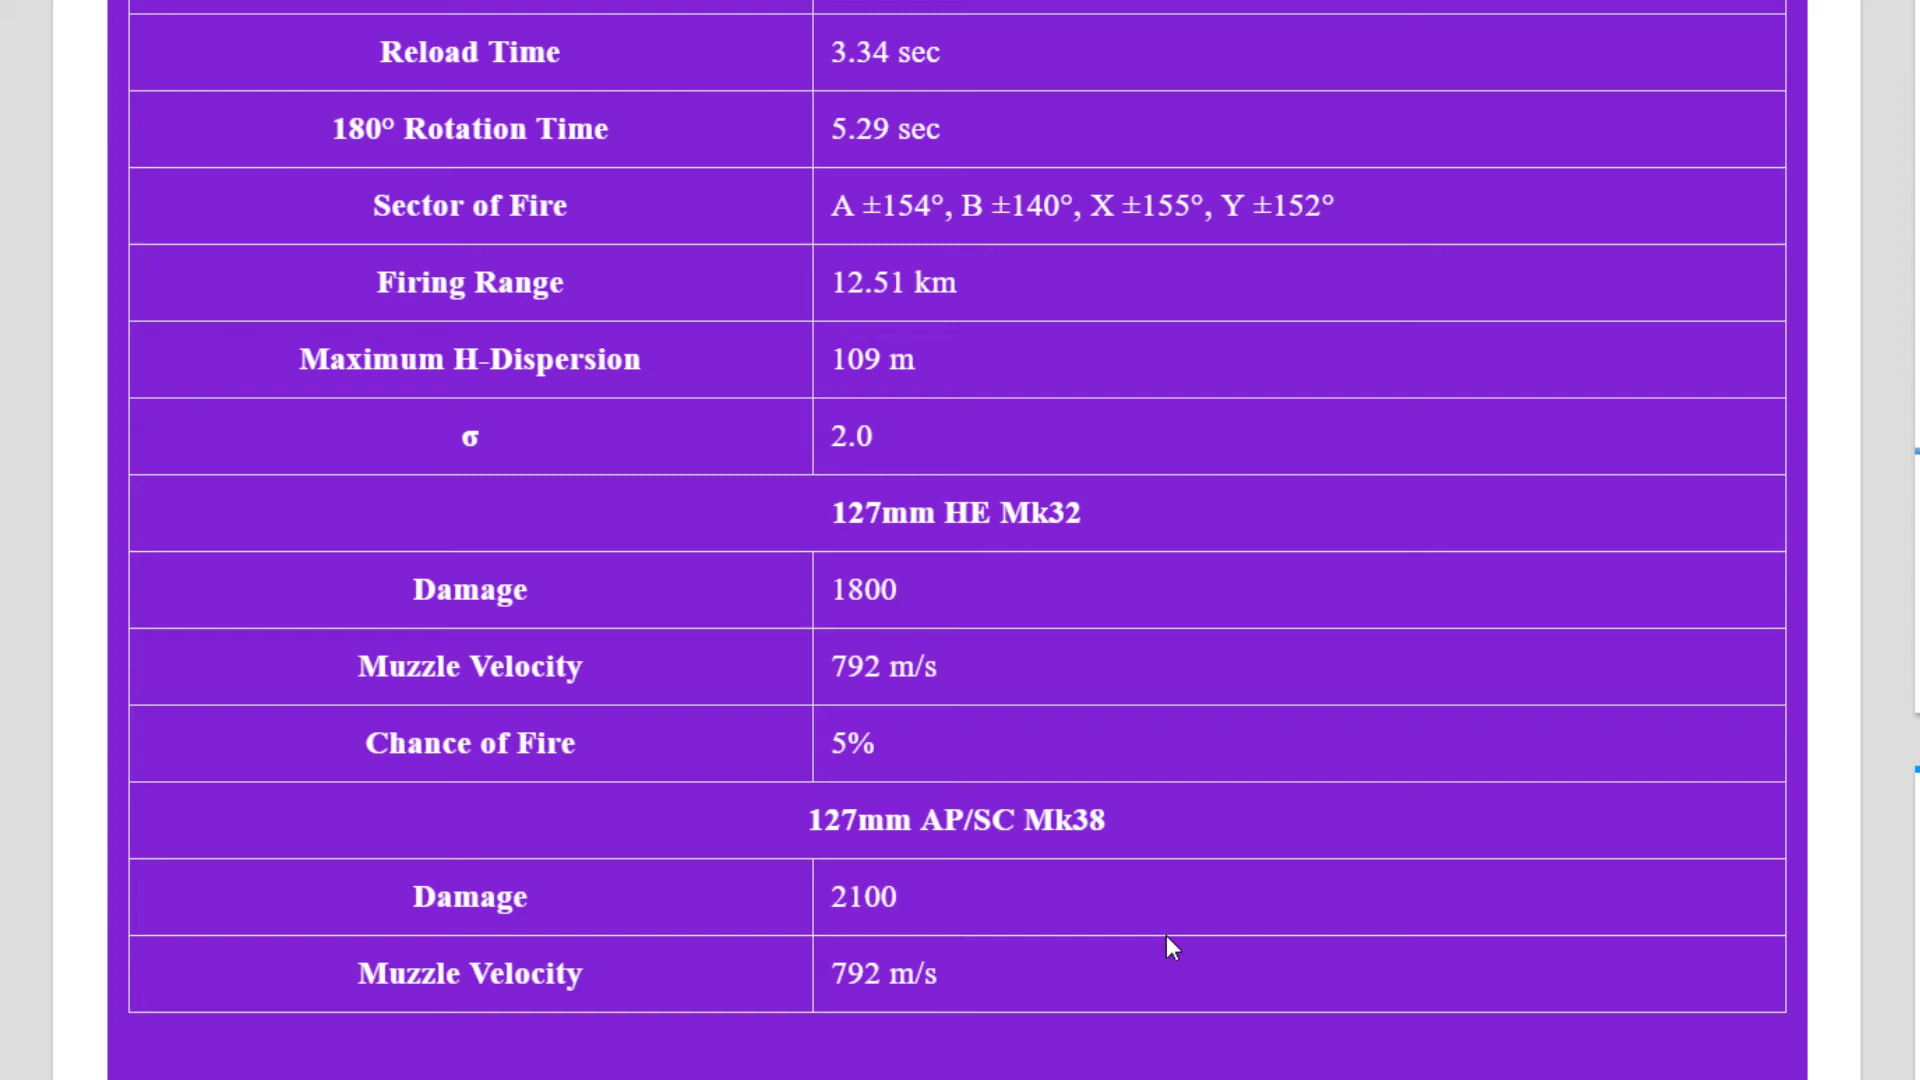 Reload Time 3.34 sec
180° Rotation Time 5.29 sec
Sector of Fire A ±154°, B ±140°, X ±155°, Y ±152°
Firing Range 12.51 km
Maximum H-Dispersion 109 m
σ 2.0
127mm HE Mk32
Damage 1800
Muzzle Velocity 792 m/s
Chance of Fire 5%
127mm AP/SC Mk38
Damage 2100
Muzzle Velocity 792 m/s